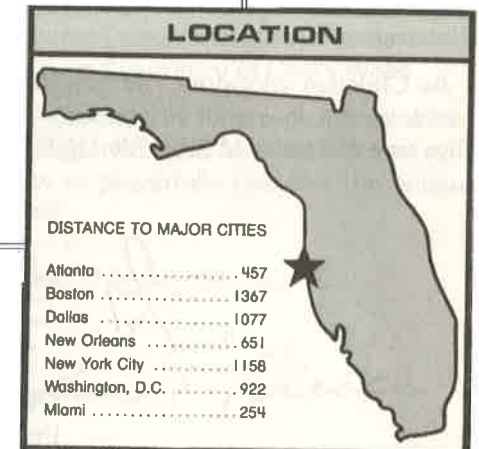 LOCATION
DISTANCE TO MAJOR CITIES
Atlanta .................. 457
Boston .................. 1367
Dallas .................. 1077
New Orleans ........... 651
New York City ......... 1158
Washington, D.C. ....... 922
Miami .................. 254